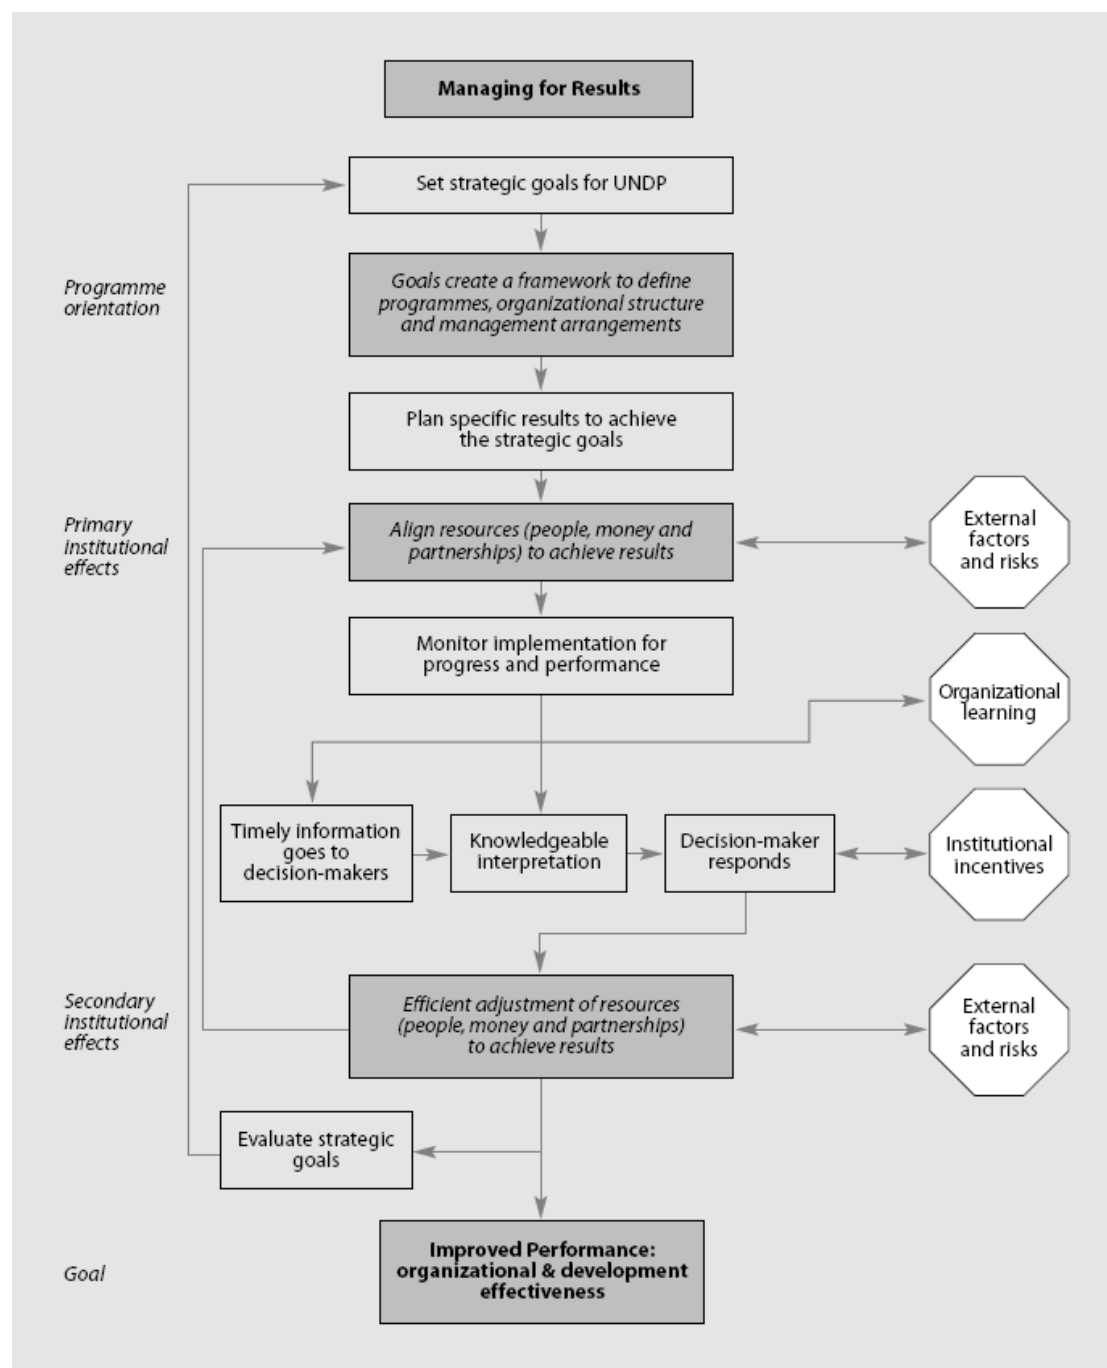 Managing for Results
Set strategic goals for UNDP
Programme
orientation
Goals create a framework to define
programmes, organizational structure
and management arrangements
Plan specific results to achieve
the strategic goals
Primary
institutional
effects
Align resources (people, money and
partnerships) to achieve results
External
factors
and risks
Monitor implementation for
progress and performance
Organizational
learning
Timely information
goes to
decision-makers
Knowledgeable
interpretation
Decision-maker
responds
Institutional
incentives
Secondary
institutional
effects
Efficient adjustment of resources
(people, money and partnerships)
to achieve results
External
factors
and risks
Evaluate strategic
goals
Goal
Improved Performance:
organizational & development
effectiveness